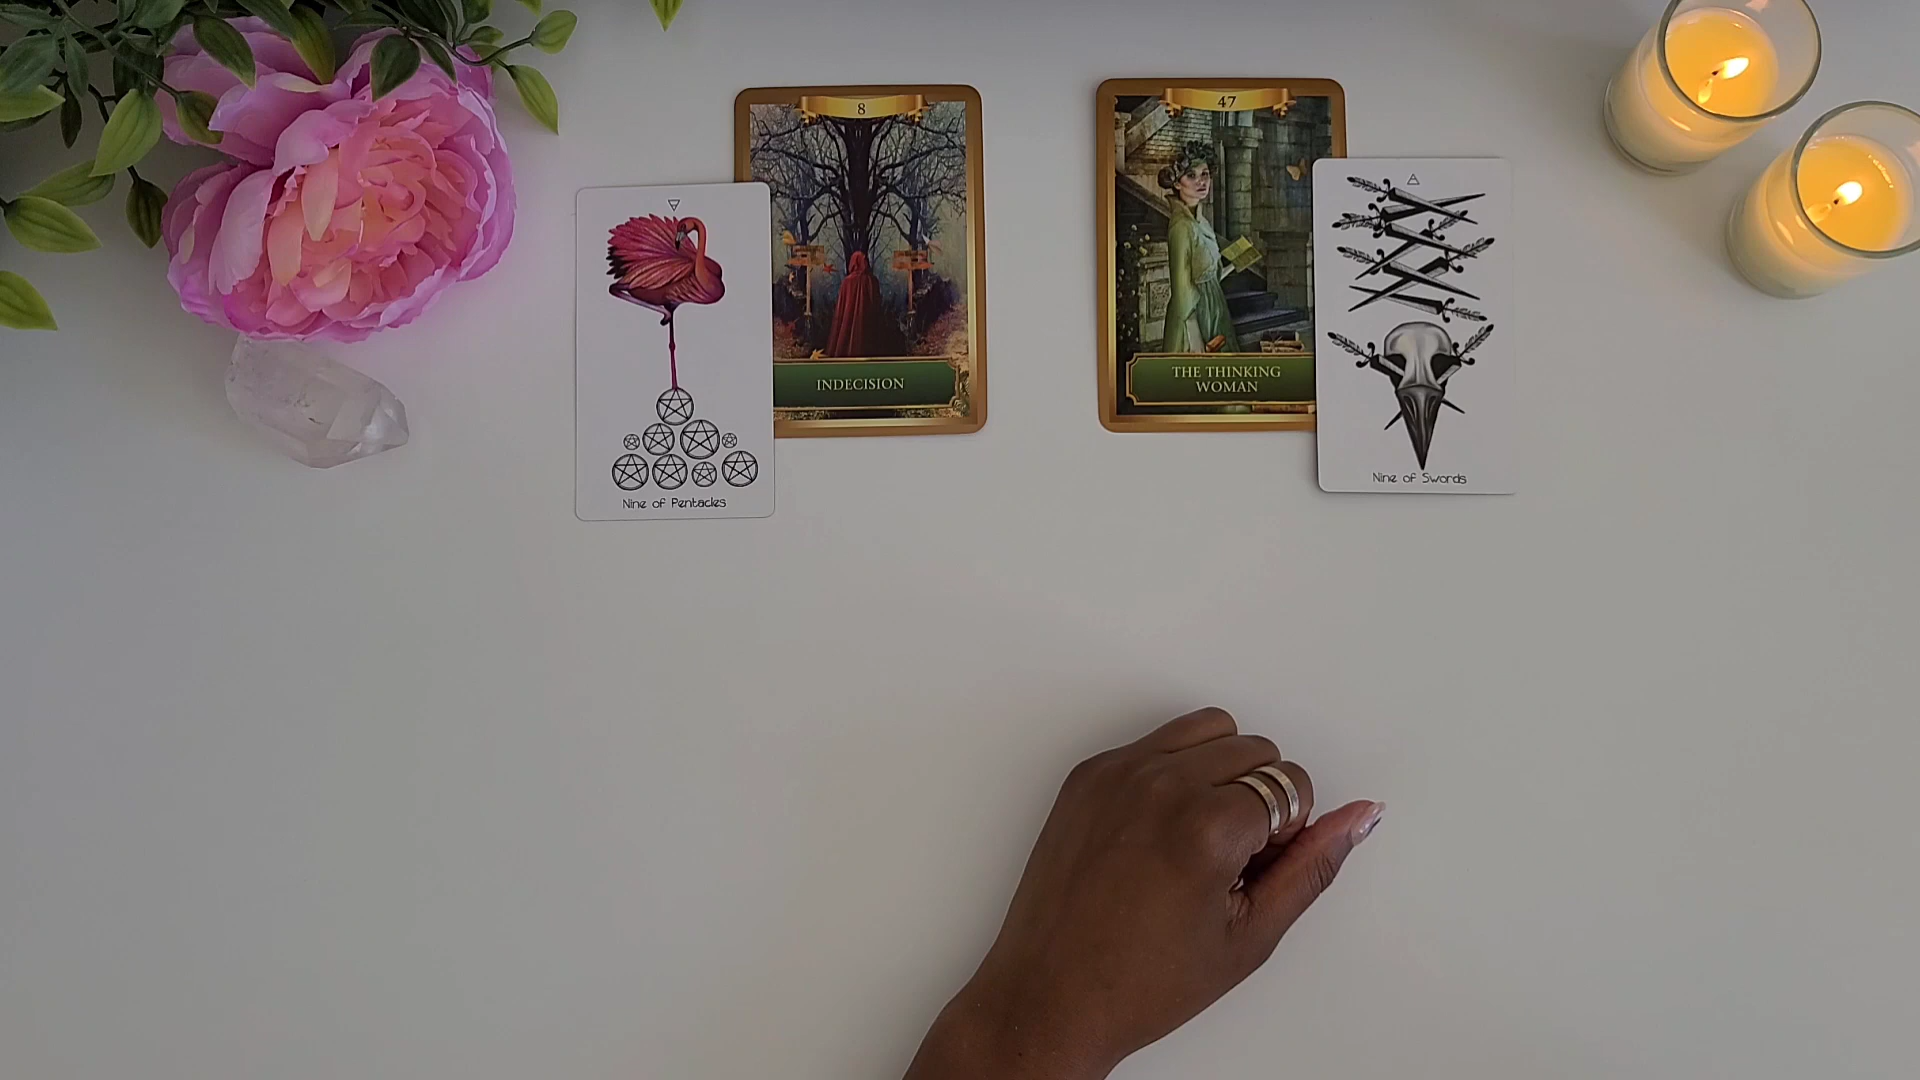 8
INDECISION
Nine of Pentacles
47
THE THINKING
WOMAN
Nine of Swords